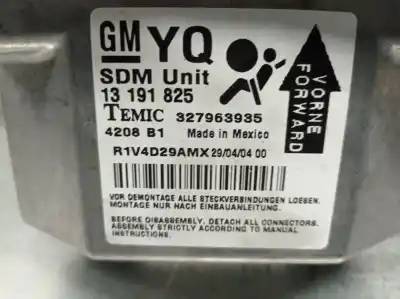 GM YQ
SDM Unit
13 191 825
TEMIC 327963935
4208 B1 Made in Mexico
R1V4D29AMX 29/04/04 00
VORNE
FORWARD
VOR DEMONTAGE ALLE STECKVERBINDUNGEN LOESEN.
MONTAGE NUR NACH EINBAUANLEITUNG.
BEFORE DISASSEMBLY, DETACH ALL CONNECTORS.
ASSEMBLY STRICTLY ACCORDING TO MANUAL
INSTRUCTIONS.